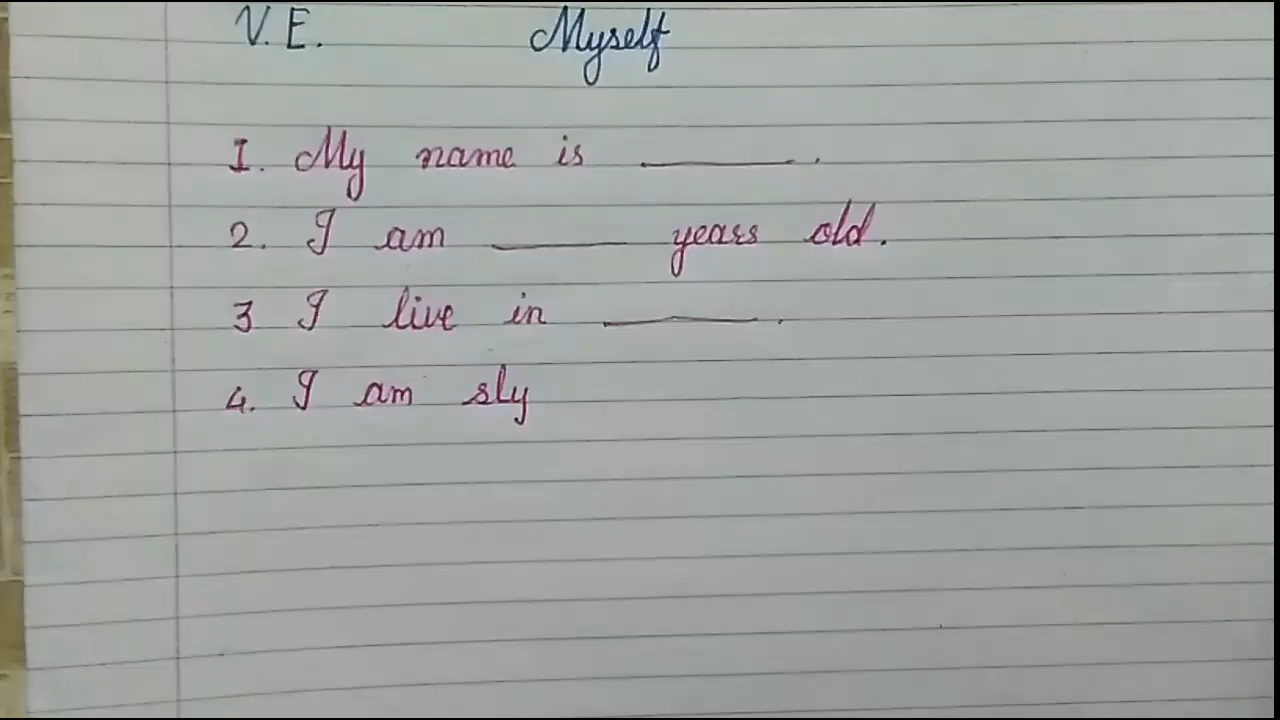 V.E. Myself
1. My name is ______.
2. I am ______ years old.
3 I live in ______.
4. I am sly